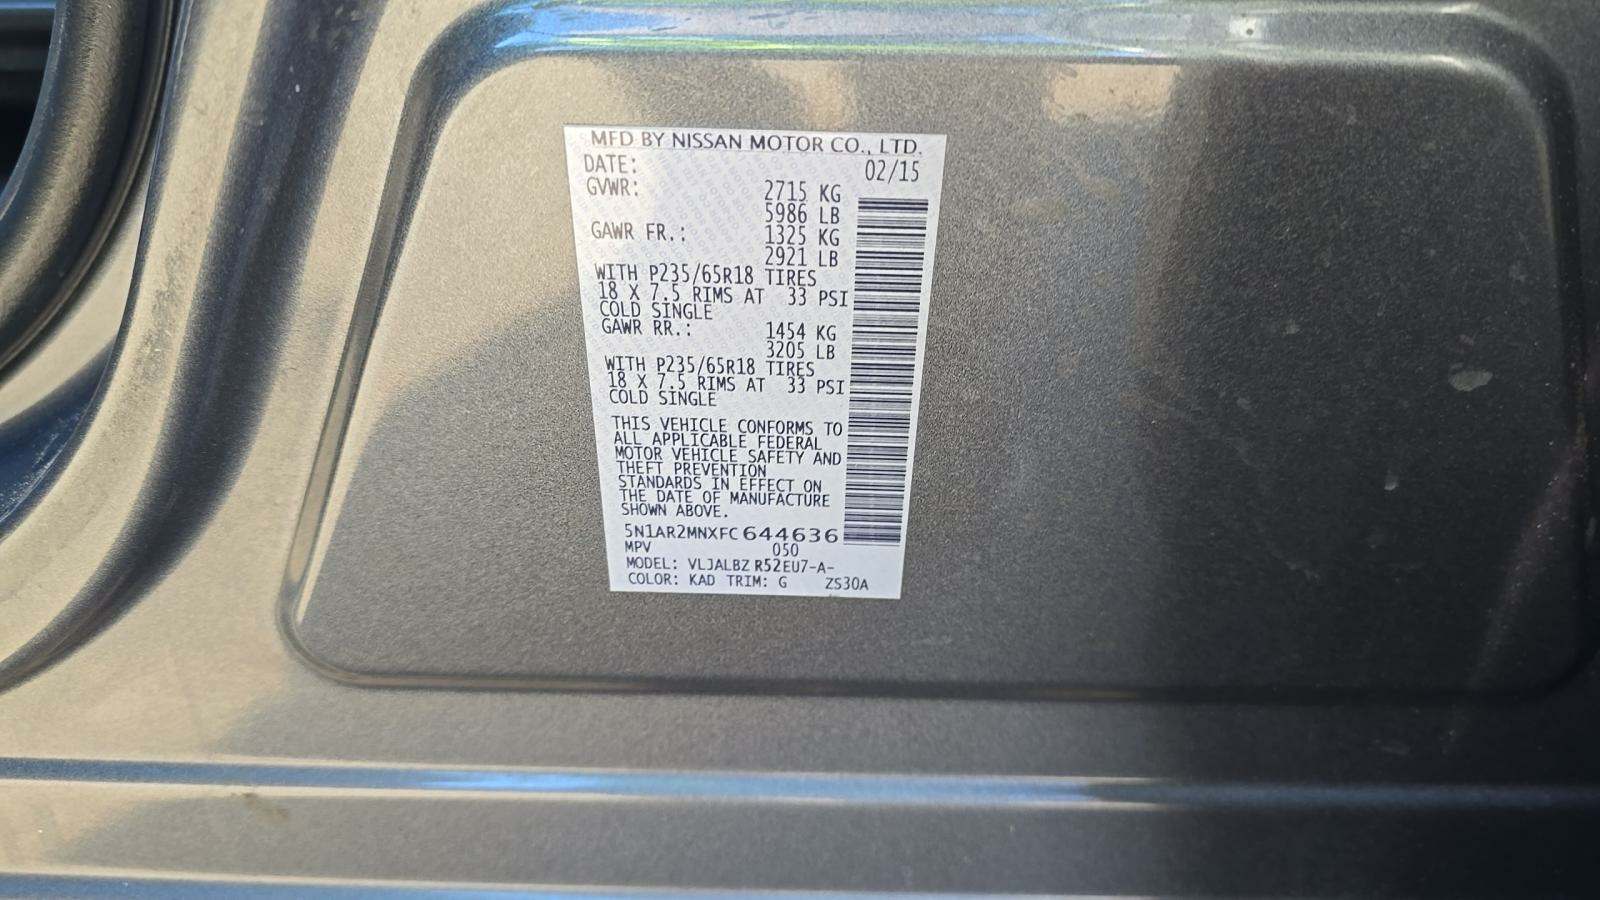 MFD BY NISSAN MOTOR CO., LTD.
DATE: 02/15
GVWR: 2715 KG
5986 LB
GAWR FR.: 1325 KG
2921 LB
WITH P235/65R18 TIRES
18 X 7.5 RIMS AT 33 PSI
COLD SINGLE
GAWR RR.: 1454 KG
3205 LB
WITH P235/65R18 TIRES
18 X 7.5 RIMS AT 33 PSI
COLD SINGLE
THIS VEHICLE CONFORMS TO
ALL APPLICABLE FEDERAL
MOTOR VEHICLE SAFETY AND
THEFT PREVENTION
STANDARDS IN EFFECT ON
THE DATE OF MANUFACTURE
SHOWN ABOVE.
5N1AR2MNXFC644636
MPV 050
MODEL: VLJALBZ R52EU7-A-
COLOR: KAD TRIM: G ZS30A